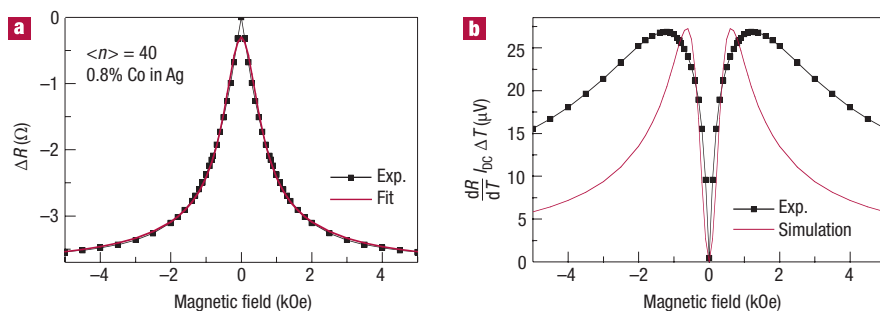 a
0
−1
−2
−3
ΔR (Ω)
<n> = 40
0.8% Co in Ag
Exp.
Fit
−4
−2
0
2
4
Magnetic field (kOe)
b
25
20
15
10
5
0
dR/dT I_DC ΔT (μV)
Exp.
Simulation
−4
−2
0
2
4
Magnetic field (kOe)